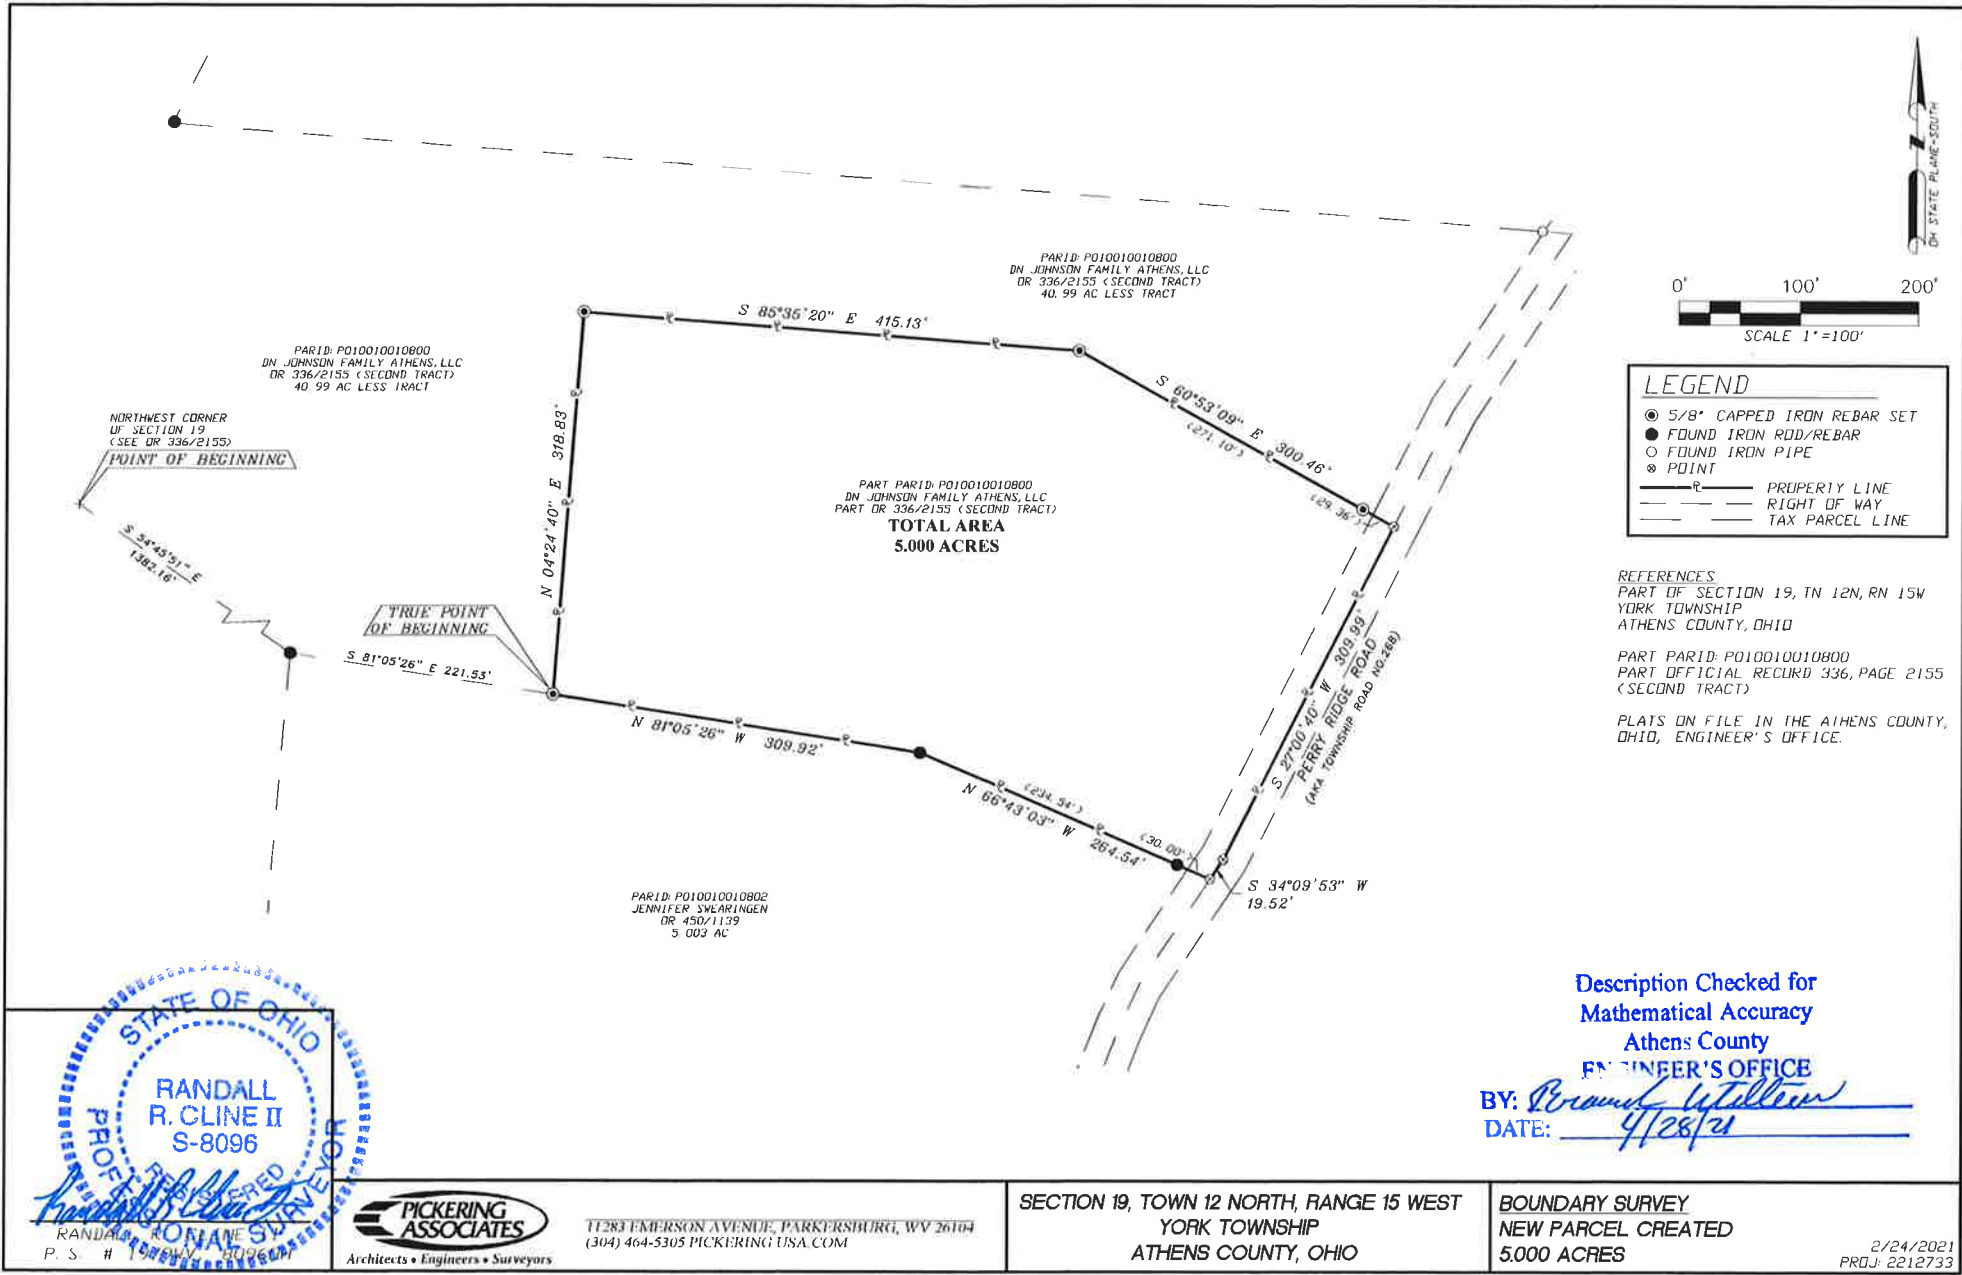 OH STATE PLANE-SOUTH
0' 100' 200'
SCALE 1"=100'
LEGEND
5/8" CAPPED IRON REBAR SET
FOUND IRON ROD/REBAR
FOUND IRON PIPE
POINT
PROPERTY LINE
RIGHT OF WAY
TAX PARCEL LINE
REFERENCES
PART OF SECTION 19, TN 12N, RN 15W
YORK TOWNSHIP
ATHENS COUNTY, OHIO
PART PARID: P010010010800
PART OFFICIAL RECORD 336, PAGE 2155
(SECOND TRACT)
PLATS ON FILE IN THE ATHENS COUNTY,
OHIO, ENGINEER'S OFFICE.
PARID: P010010010800
DN JOHNSON FAMILY ATHENS, LLC
OR 336/2155 (SECOND TRACT)
40.99 AC LESS TRACT
S 85°35'20" E 415.13'
PARID: P010010010800
DN JOHNSON FAMILY ATHENS, LLC
OR 336/2155 (SECOND TRACT)
40.99 AC LESS TRACT
NORTHWEST CORNER
OF SECTION 19
(SEE OR 336/2155)
POINT OF BEGINNING
S 54°45'51" E
1382.16'
N 04°24'40" E 318.83'
S 60°53'09" E 300.46'
(271.10')
(29.36')
PART PARID: P010010010800
DN JOHNSON FAMILY ATHENS, LLC
PART OR 336/2155 (SECOND TRACT)
TOTAL AREA
5.000 ACRES
TRUE POINT
OF BEGINNING
S 81°05'26" E 221.53'
N 81°05'26" W 309.92'
N 66°43'03" W 264.54'
(234.54')
(30.00')
S 27°00'40" W 309.99'
PERRY RIDGE ROAD
(AKA TOWNSHIP ROAD NO.268)
S 34°09'53" W
19.52'
PARID: P010010010802
JENNIFER SWEARINGEN
OR 450/1139
5.003 AC
Description Checked for
Mathematical Accuracy
Athens County
ENGINEER'S OFFICE
BY:
DATE: 4/28/21
STATE OF OHIO
RANDALL
R. CLINE II
S-8096
REGISTERED
PROFESSIONAL SURVEYOR
P. S. #
PICKERING
ASSOCIATES
Architects • Engineers • Surveyors
11283 EMERSON AVENUE, PARKERSBURG, WV 26104
(304) 464-5305 PICKERING USA.COM
SECTION 19, TOWN 12 NORTH, RANGE 15 WEST
YORK TOWNSHIP
ATHENS COUNTY, OHIO
BOUNDARY SURVEY
NEW PARCEL CREATED
5.000 ACRES
2/24/2021
PROJ: 2212733